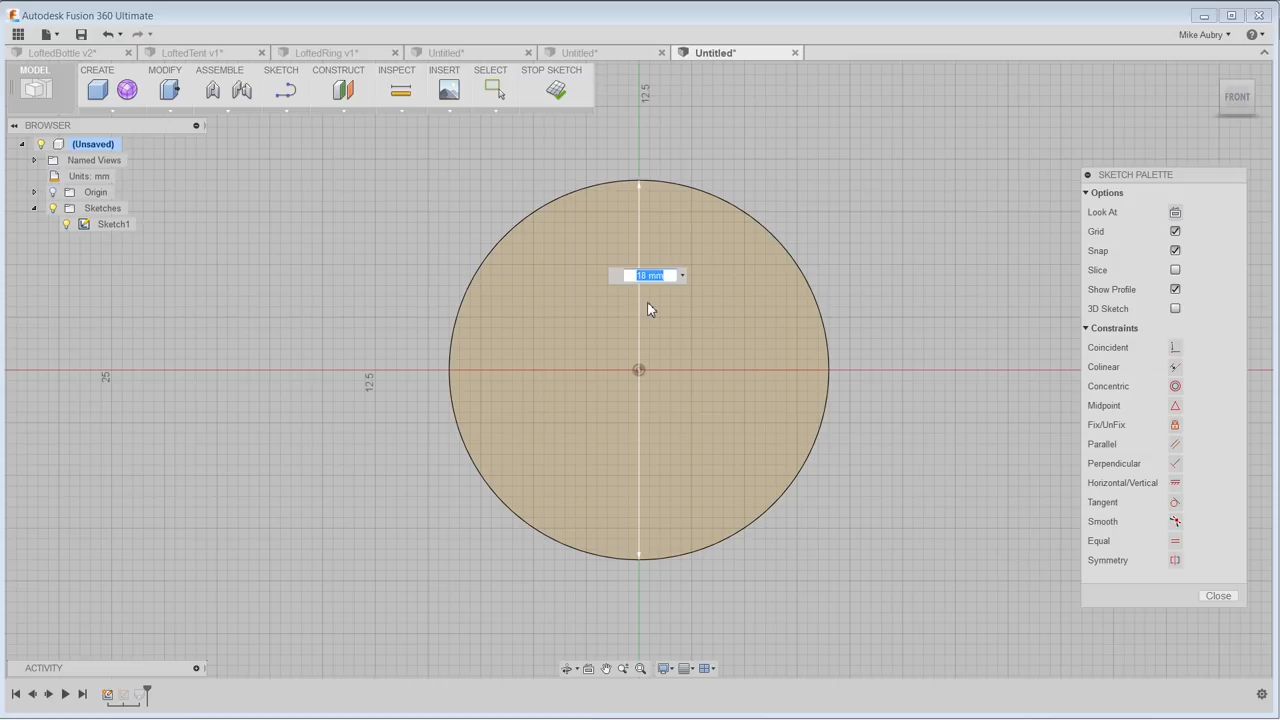 Autodesk Fusion 360 Ultimate
Mike Aubry
LoftedBottle v2*
LoftedTent v1*
LoftedRing v1*
Untitled*
Untitled*
Untitled*
MODEL
CREATE
MODIFY
ASSEMBLE
SKETCH
CONSTRUCT
INSPECT
INSERT
SELECT
STOP SKETCH
BROWSER
(Unsaved)
Named Views
Units: mm
Origin
Sketches
Sketch1
12.5
FRONT
18 mm
25
12.5
SKETCH PALETTE
Options
Look At
Grid
Snap
Slice
Show Profile
3D Sketch
Constraints
Coincident
Colinear
Concentric
Midpoint
Fix/UnFix
Parallel
Perpendicular
Horizontal/Vertical
Tangent
Smooth
Equal
Symmetry
Close
ACTIVITY